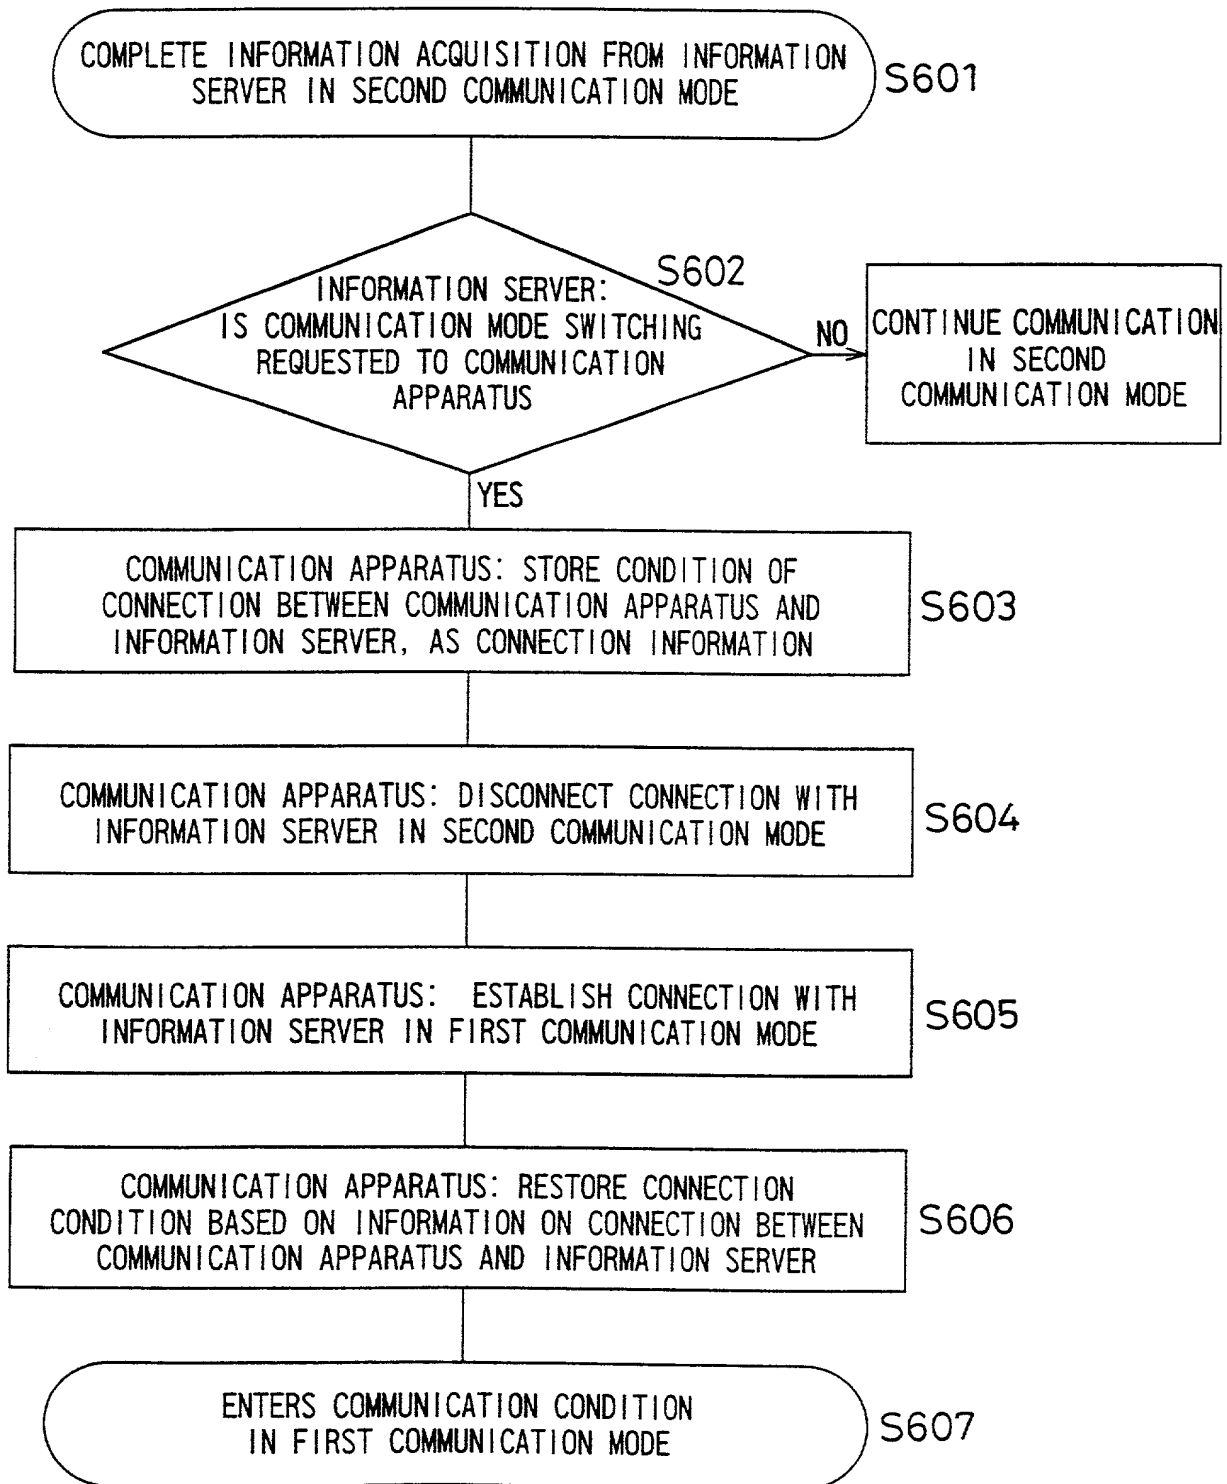 COMPLETE INFORMATION ACQUISITION FROM INFORMATION
SERVER IN SECOND COMMUNICATION MODE
S601
S602
INFORMATION SERVER:
IS COMMUNICATION MODE SWITCHING
REQUESTED TO COMMUNICATION
APPARATUS
NO
CONTINUE COMMUNICATION
IN SECOND
COMMUNICATION MODE
YES
COMMUNICATION APPARATUS: STORE CONDITION OF
CONNECTION BETWEEN COMMUNICATION APPARATUS AND
INFORMATION SERVER, AS CONNECTION INFORMATION
S603
COMMUNICATION APPARATUS: DISCONNECT CONNECTION WITH
INFORMATION SERVER IN SECOND COMMUNICATION MODE
S604
COMMUNICATION APPARATUS: ESTABLISH CONNECTION WITH
INFORMATION SERVER IN FIRST COMMUNICATION MODE
S605
COMMUNICATION APPARATUS: RESTORE CONNECTION
CONDITION BASED ON INFORMATION ON CONNECTION BETWEEN
COMMUNICATION APPARATUS AND INFORMATION SERVER
S606
ENTERS COMMUNICATION CONDITION
IN FIRST COMMUNICATION MODE
S607